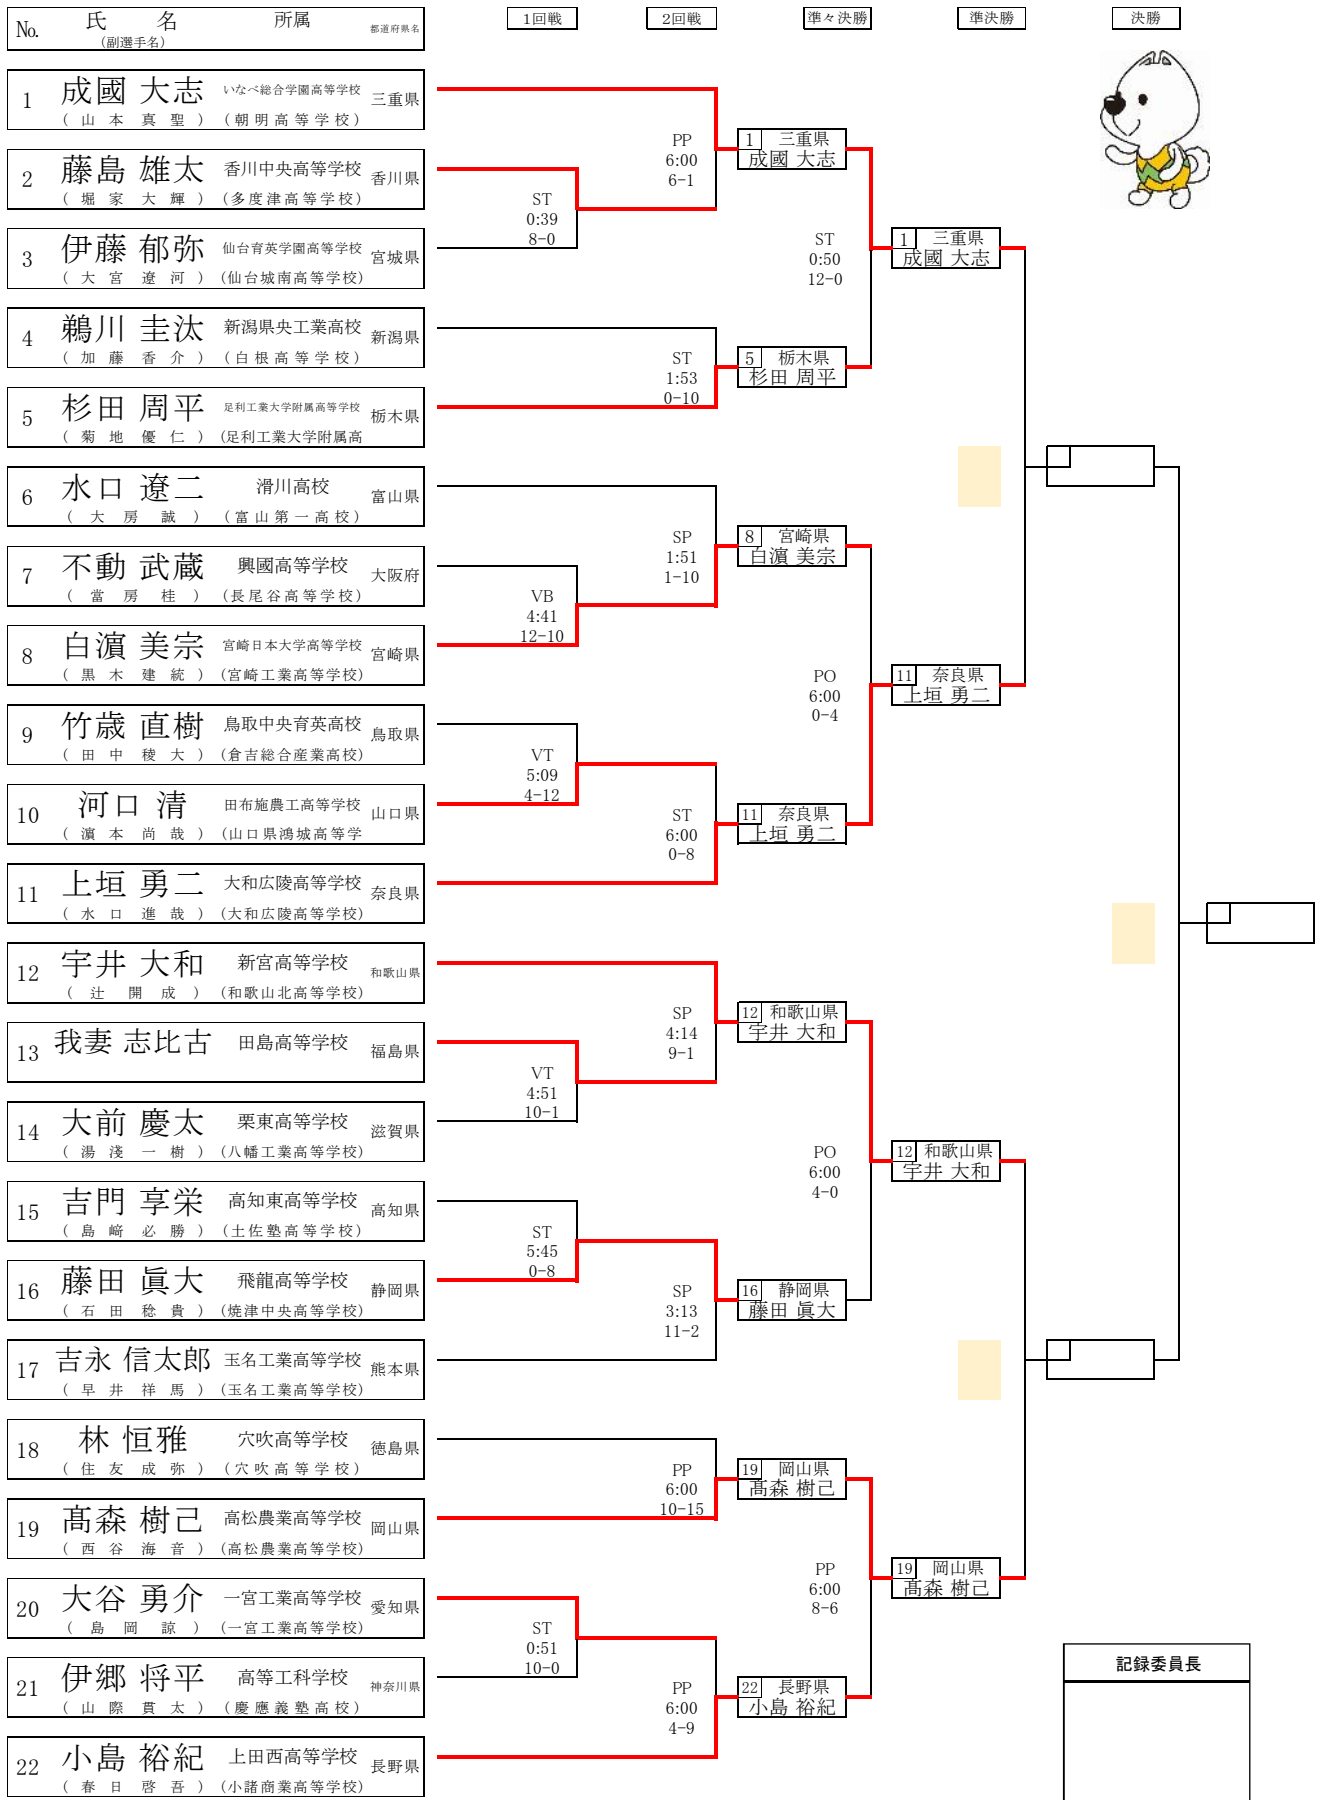 No. 氏名 所属 都道府県名
(副選手名)
1回戦 2回戦 準々決勝 準決勝 決勝
1 成國 大志 いなべ総合学園高等学校 三重県
(山本真聖) (朝明高等学校)
2 藤島 雄太 香川中央高等学校 香川県
(堀家大輝) (多度津高等学校)
3 伊藤 郁弥 仙台育英学園高等学校 宮城県
(大宮遼河) (仙台城南高等学校)
4 鵜川 圭汰 新潟県央工業高校 新潟県
(加藤香介) (白根高等学校)
5 杉田 周平 足利工業大学附属高等学校 栃木県
(菊地優仁) (足利工業大学附属高
6 水口 遼二 滑川高校 富山県
(大房誠) (富山第一高校)
7 不動 武蔵 興國高等学校 大阪府
(當房桂) (長尾谷高等学校)
8 白濵 美宗 宮崎日本大学高等学校 宮崎県
(黒木建統) (宮崎工業高等学校)
9 竹歳 直樹 鳥取中央育英高校 鳥取県
(田中稜大) (倉吉総合産業高校)
10 河口 清 田布施農工高等学校 山口県
(濵本尚哉) (山口県鴻城高等学
11 上垣 勇二 大和広陵高等学校 奈良県
(水口進哉) (大和広陵高等学校)
12 宇井 大和 新宮高等学校 和歌山県
(辻開成) (和歌山北高等学校)
13 我妻 志比古 田島高等学校 福島県
14 大前 慶太 栗東高等学校 滋賀県
(湯淺一樹) (八幡工業高等学校)
15 吉門 享栄 高知東高等学校 高知県
(島﨑必勝) (土佐塾高等学校)
16 藤田 眞大 飛龍高等学校 静岡県
(石田稔貴) (焼津中央高等学校)
17 吉永 信太郎 玉名工業高等学校 熊本県
(早井祥馬) (玉名工業高等学校)
18 林 恒雅 穴吹高等学校 徳島県
(住友成弥) (穴吹高等学校)
19 髙森 樹己 高松農業高等学校 岡山県
(西谷海音) (高松農業高等学校)
20 大谷 勇介 一宮工業高等学校 愛知県
(島岡諒) (一宮工業高等学校)
21 伊郷 将平 高等工科学校 神奈川県
(山際貫太) (慶應義塾高校)
22 小島 裕紀 上田西高等学校 長野県
(春日啓吾) (小諸商業高等学校)
ST
0:39
8-0
VB
4:41
12-10
VT
5:09
4-12
VT
4:51
10-1
ST
5:45
0-8
ST
0:51
10-0
PP
6:00
6-1
ST
1:53
0-10
SP
1:51
1-10
ST
6:00
0-8
SP
4:14
9-1
SP
3:13
11-2
PP
6:00
10-15
PP
6:00
4-9
1 三重県
成國 大志
5 栃木県
杉田 周平
8 宮崎県
白濵 美宗
11 奈良県
上垣 勇二
12 和歌山県
宇井 大和
16 静岡県
藤田 眞大
19 岡山県
髙森 樹己
22 長野県
小島 裕紀
ST
0:50
12-0
PO
6:00
0-4
PO
6:00
4-0
PP
6:00
8-6
1 三重県
成國 大志
11 奈良県
上垣 勇二
12 和歌山県
宇井 大和
19 岡山県
髙森 樹己
記録委員長